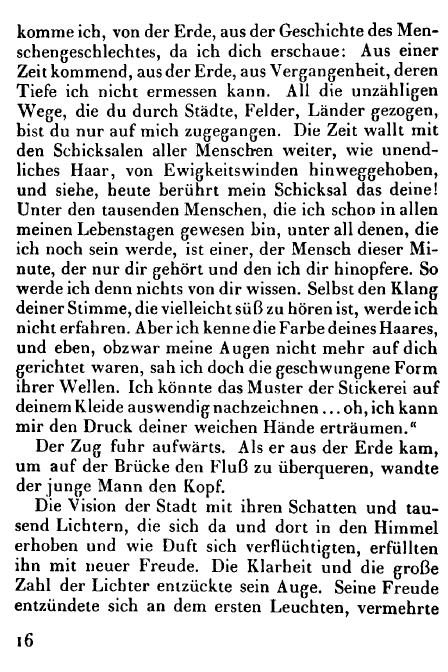 komme ich, von der Erde, aus der Geschichte des Men-
schengeschlechtes, da ich dich erschaue: Aus einer
Zeit kommend, aus der Erde, aus Vergangenheit, deren
Tiefe ich nicht ermessen kann. All die unzähligen
Wege, die du durch Städte, Felder, Länder gezogen,
bist du nur auf mich zugegangen. Die Zeit wallt mit
den Schicksalen aller Menschen weiter, wie unend-
liches Haar, von Ewigkeitswinden hinweggehoben,
und siehe, heute berührt mein Schicksal das deine!
Unter den tausenden Menschen, die ich schon in allen
meinen Lebenstagen gewesen bin, unter all denen, die
ich noch sein werde, ist einer, der Mensch dieser Mi-
nute, der nur dir gehört und den ich dir hinopfere. So
werde ich denn nichts von dir wissen. Selbst den Klang
deiner Stimme, die vielleicht süß zu hören ist, werde ich
nicht erfahren. Aber ich kenne die Farbe deines Haares,
und eben, obzwar meine Augen nicht mehr auf dich
gerichtet waren, sah ich doch die geschwungene Form
ihrer Wellen. Ich könnte das Muster der Stickerei auf
deinem Kleide auswendig nachzeichnen ... oh, ich kann
mir den Druck deiner weichen Hände erträumen.“
Der Zug fuhr aufwärts. Als er aus der Erde kam,
um auf der Brücke den Fluß zu überqueren, wandte
der junge Mann den Kopf.
Die Vision der Stadt mit ihren Schatten und tau-
send Lichtern, die sich da und dort in den Himmel
erhoben und wie Duft sich verflüchtigten, erfüllten
ihn mit neuer Freude. Die Klarheit und die große
Zahl der Lichter entzückte sein Auge. Seine Freude
entzündete sich an dem ersten Leuchten, vermehrte
16